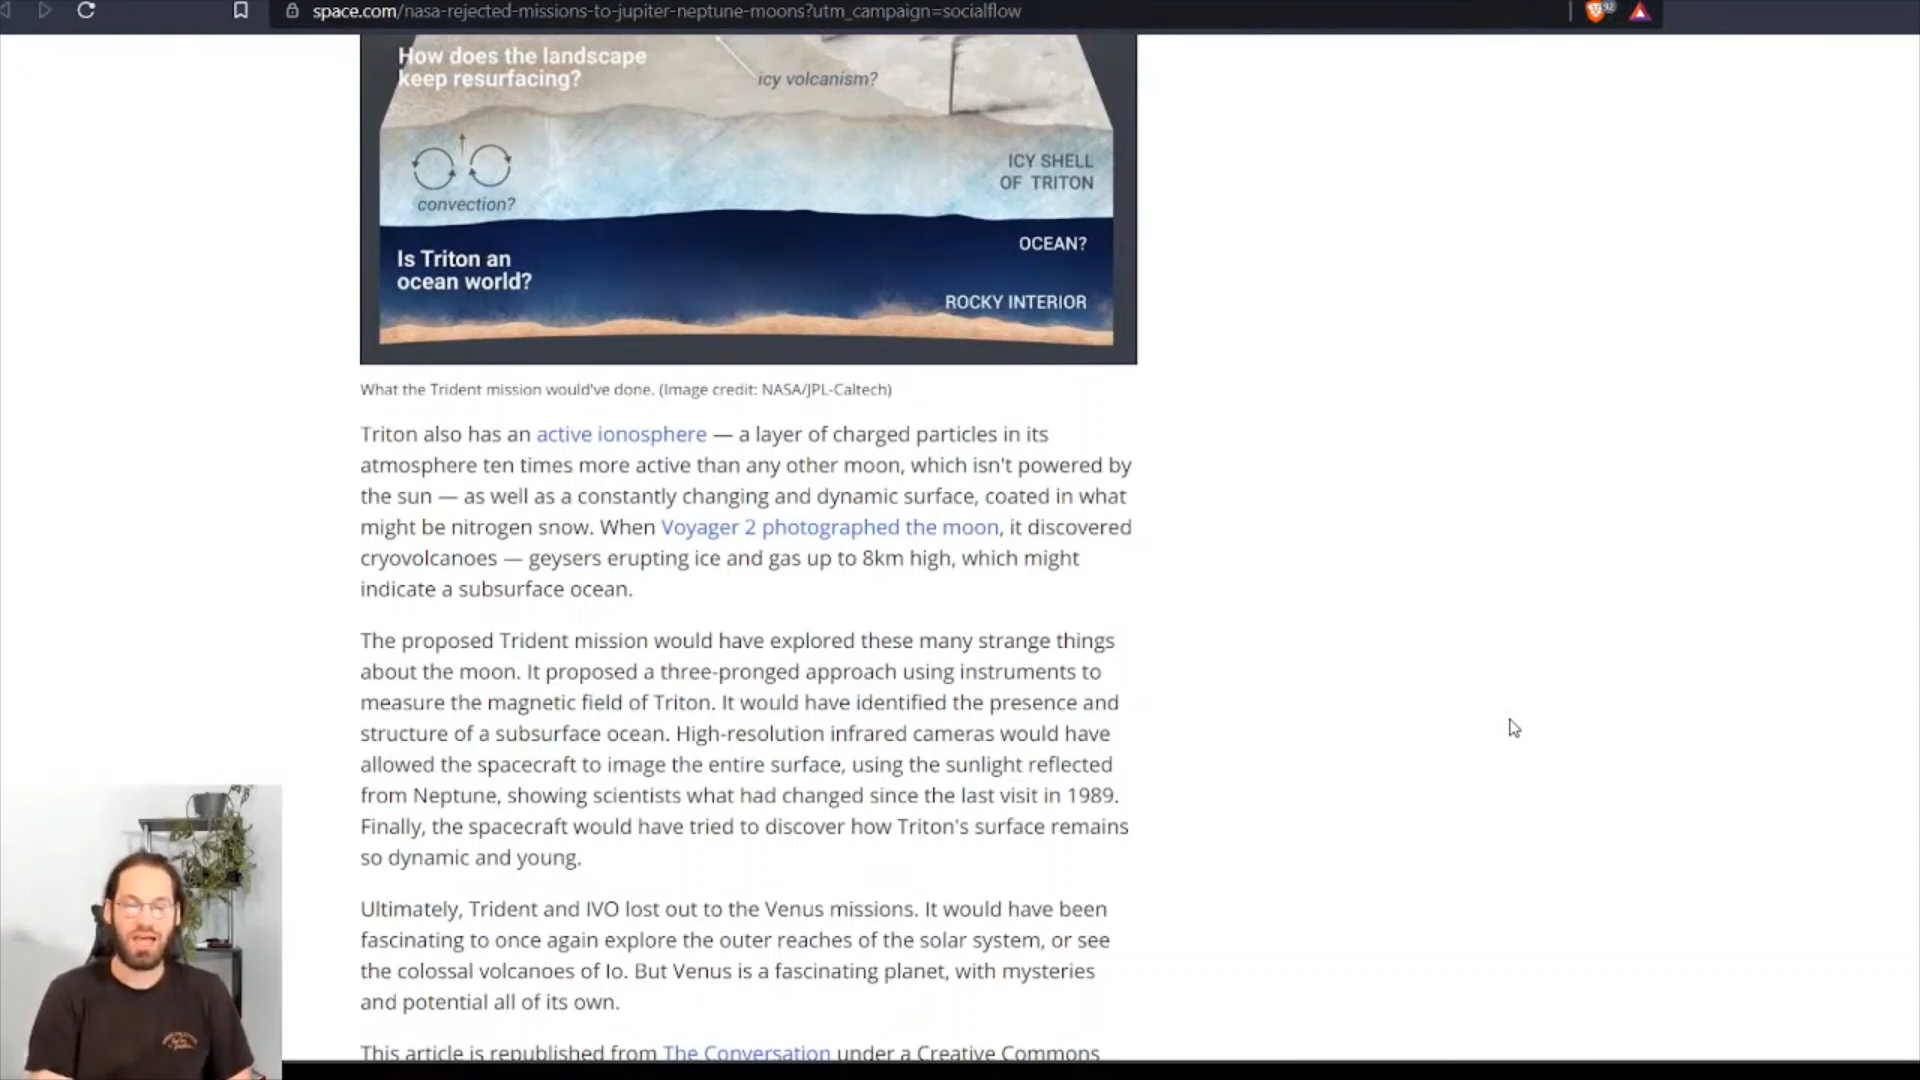 space.com/nasa-rejected-missions-to-jupiter-neptune-moons?utm_campaign=socialflow
How does the landscape
keep resurfacing?
icy volcanism?
ICY SHELL
OF TRITON
convection?
OCEAN?
Is Triton an
ocean world?
ROCKY INTERIOR
What the Trident mission would've done. (Image credit: NASA/JPL-Caltech)
Triton also has an active ionosphere — a layer of charged particles in its
atmosphere ten times more active than any other moon, which isn't powered by
the sun — as well as a constantly changing and dynamic surface, coated in what
might be nitrogen snow. When Voyager 2 photographed the moon, it discovered
cryovolcanoes — geysers erupting ice and gas up to 8km high, which might
indicate a subsurface ocean.
The proposed Trident mission would have explored these many strange things
about the moon. It proposed a three-pronged approach using instruments to
measure the magnetic field of Triton. It would have identified the presence and
structure of a subsurface ocean. High-resolution infrared cameras would have
allowed the spacecraft to image the entire surface, using the sunlight reflected
from Neptune, showing scientists what had changed since the last visit in 1989.
Finally, the spacecraft would have tried to discover how Triton's surface remains
so dynamic and young.
Ultimately, Trident and IVO lost out to the Venus missions. It would have been
fascinating to once again explore the outer reaches of the solar system, or see
the colossal volcanoes of Io. But Venus is a fascinating planet, with mysteries
and potential all of its own.
This article is republished from The Conversation under a Creative Commons